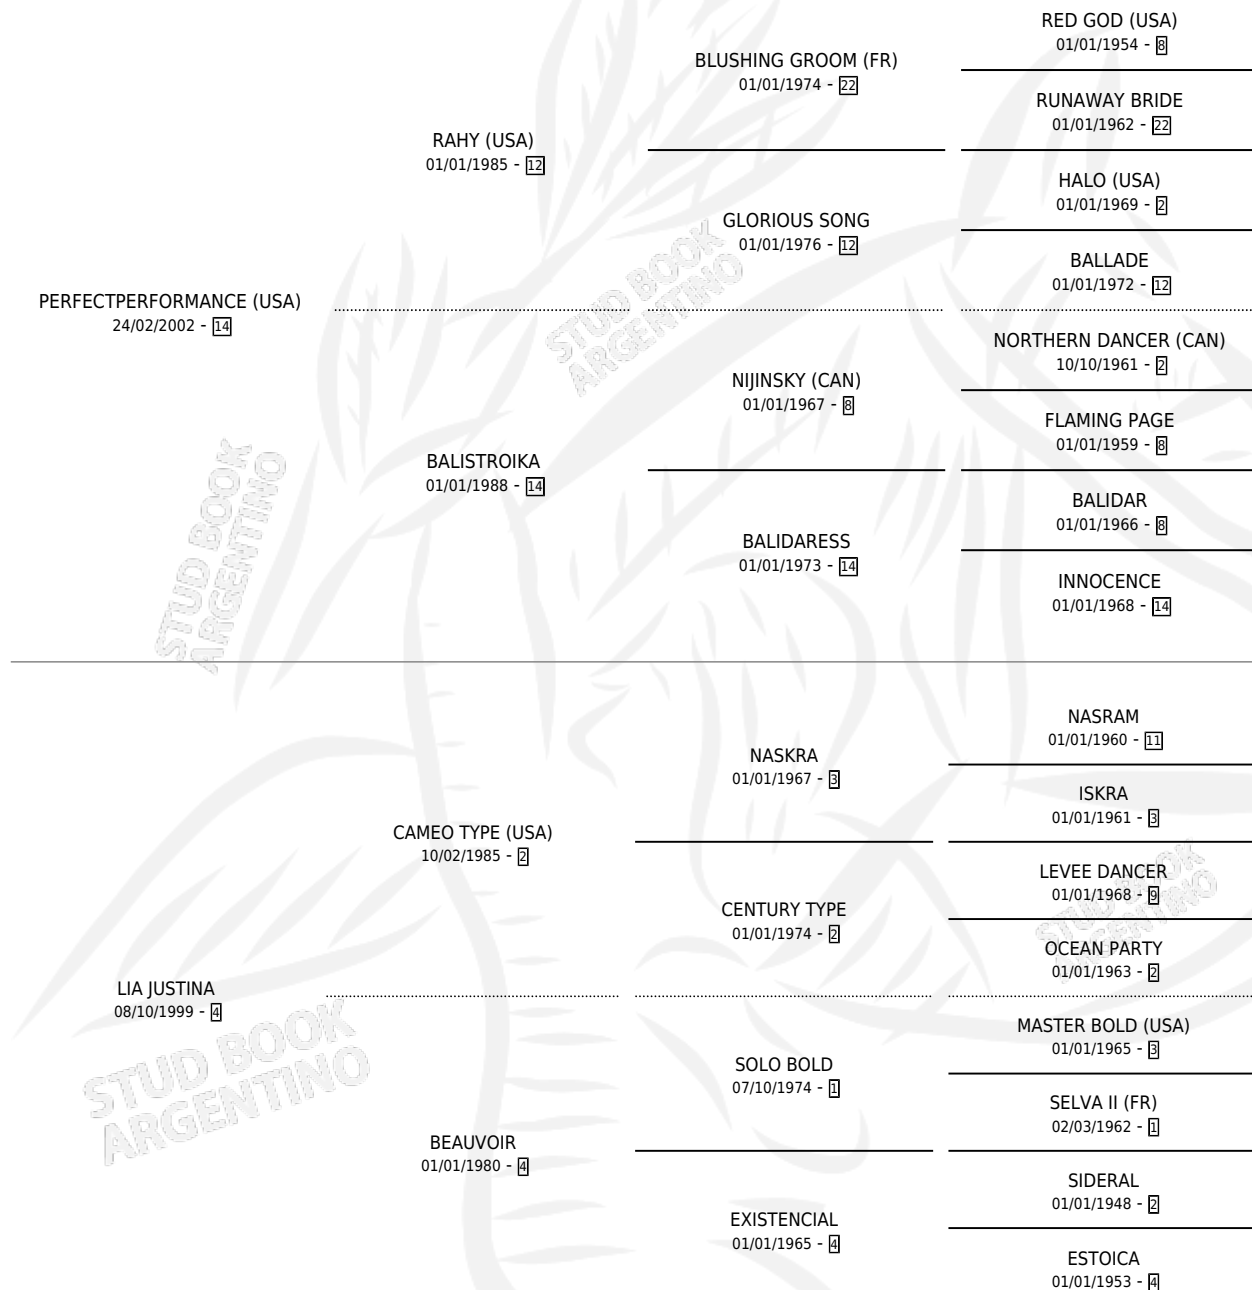 RED GOD (USA)
01/01/1954 - 8
BLUSHING GROOM (FR)
01/01/1974 - 22
RUNAWAY BRIDE
01/01/1962 - 22
RAHY (USA)
01/01/1985 - 12
HALO (USA)
01/01/1969 - 2
GLORIOUS SONG
01/01/1976 - 12
BALLADE
01/01/1972 - 12
PERFECTPERFORMANCE (USA)
24/02/2002 - 14
NORTHERN DANCER (CAN)
10/10/1961 - 2
NIJINSKY (CAN)
01/01/1967 - 8
FLAMING PAGE
01/01/1959 - 8
BALISTROIKA
01/01/1988 - 14
BALIDAR
01/01/1966 - 8
BALIDARESS
01/01/1973 - 14
INNOCENCE
01/01/1968 - 14
STUD BOOK
ARGENTINO
STUD BOOK
ARGENTINO
NASRAM
01/01/1960 - 11
NASKRA
01/01/1967 - 3
ISKRA
01/01/1961 - 3
CAMEO TYPE (USA)
10/02/1985 - 2
LEVEE DANCER
01/01/1968 - 9
CENTURY TYPE
01/01/1974 - 2
OCEAN PARTY
01/01/1963 - 2
LIA JUSTINA
08/10/1999 - 4
MASTER BOLD (USA)
01/01/1965 - 3
SOLO BOLD
07/10/1974 - 1
SELVA II (FR)
02/03/1962 - 1
BEAUVOIR
01/01/1980 - 4
SIDERAL
01/01/1948 - 2
EXISTENCIAL
01/01/1965 - 4
ESTOICA
01/01/1953 - 4
STUD BOOK
ARGENTINO
STUD BOOK
ARGENTINO